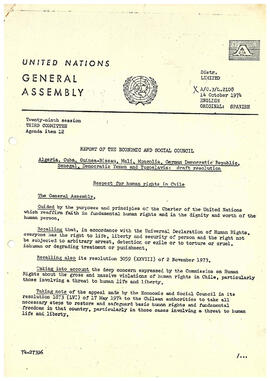 UNITED NATIONS
GENERAL
ASSEMBLY
Distr.
LIMITED
A/C.3/L.2108
14 October 1974
ENGLISH
ORIGINAL: SPANISH
Twenty-ninth session
THIRD COMMITTEE
Agenda item 12
REPORT OF THE ECONOMIC AND SOCIAL COUNCIL
Algeria, Cuba, Guinea-Bissau, Mali, Mongolia, German Democratic Republic,
Senegal, Democratic Yemen and Yugoslavia: draft resolution
Respect for human rights in Chile
The General Assembly,
Guided by the purposes and principles of the Charter of the United Nations
which reaffirm faith in fundamental human rights and in the dignity and worth of the
human person,
Recalling that, in accordance with the Universal Declaration of Human Rights,
everyone has the right to life, liberty and security of person and the right not
to be subjected to arbitrary arrest, detention or exile or to torture or cruel,
inhuman or degrading treatment or punishment,
Recalling also its resolution 3059 (XXVIII) of 2 November 1973,
Taking into account the deep concern expressed by the Commission on Human
Rights about the gross and massive violations of human rights in Chile, particularly
those involving a threat to human life and liberty,
Taking note of the appeal made by the Economic and Social Council in its
resolution 1873 (LVI) of 17 May 1974 to the Chilean authorities to take all
necessary steps to restore and safeguard basic human rights and fundamental
freedoms in that country, particularly in those cases involving a threat to human
life and liberty,
74-27326
/...